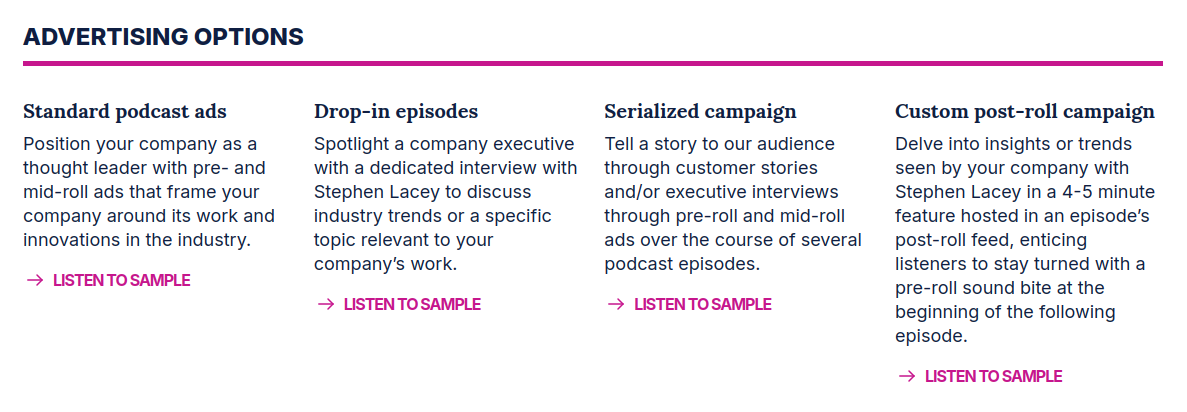 ADVERTISING OPTIONS
Standard podcast ads
Position your company as a
thought leader with pre- and
mid-roll ads that frame your
company around its work and
innovations in the industry.
→ LISTEN TO SAMPLE
Drop-in episodes
Spotlight a company executive
with a dedicated interview with
Stephen Lacey to discuss
industry trends or a specific
topic relevant to your
company’s work.
→ LISTEN TO SAMPLE
Serialized campaign
Tell a story to our audience
through customer stories
and/or executive interviews
through pre-roll and mid-roll
ads over the course of several
podcast episodes.
→ LISTEN TO SAMPLE
Custom post-roll campaign
Delve into insights or trends
seen by your company with
Stephen Lacey in a 4-5 minute
feature hosted in an episode’s
post-roll feed, enticing
listeners to stay turned with a
pre-roll sound bite at the
beginning of the following
episode.
→ LISTEN TO SAMPLE